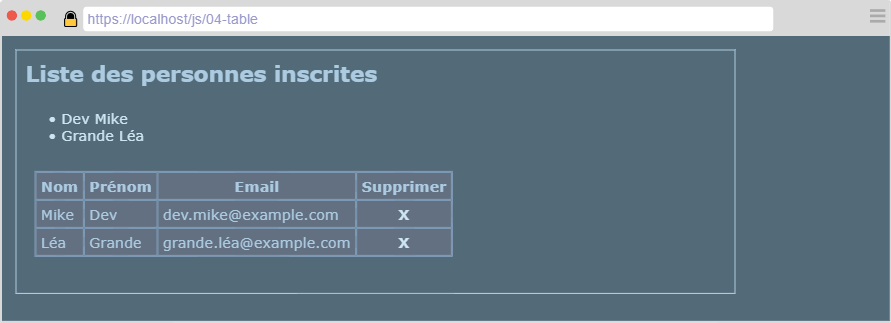 https://localhost/js/04-table
Liste des personnes inscrites
• Dev Mike
• Grande Léa
Nom Prénom Email Supprimer
Mike Dev dev.mike@example.com X
Léa Grande grande.léa@example.com X